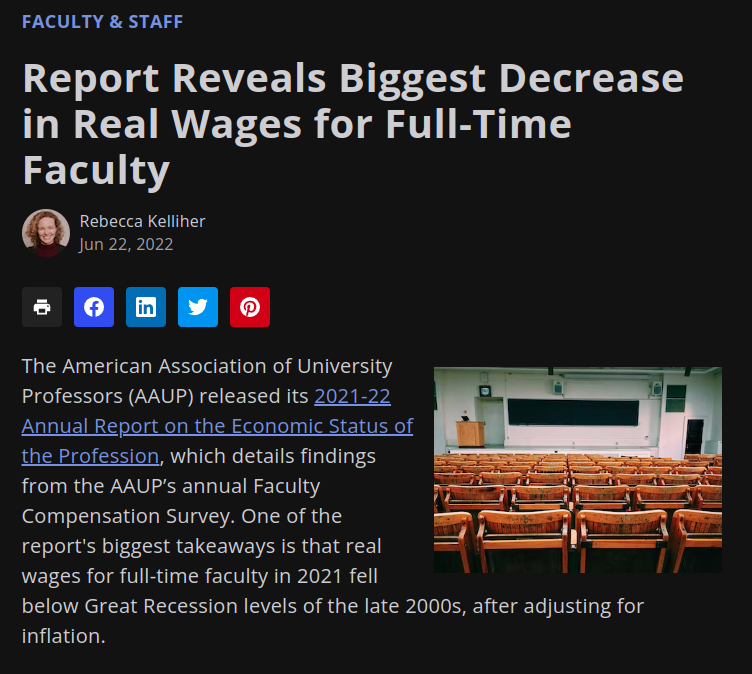 FACULTY & STAFF
Report Reveals Biggest Decrease
in Real Wages for Full-Time
Faculty
Rebecca Kelliher
Jun 22, 2022
The American Association of University
Professors (AAUP) released its 2021-22
Annual Report on the Economic Status of
the Profession, which details findings
from the AAUP’s annual Faculty
Compensation Survey. One of the
report's biggest takeaways is that real
wages for full-time faculty in 2021 fell
below Great Recession levels of the late 2000s, after adjusting for
inflation.